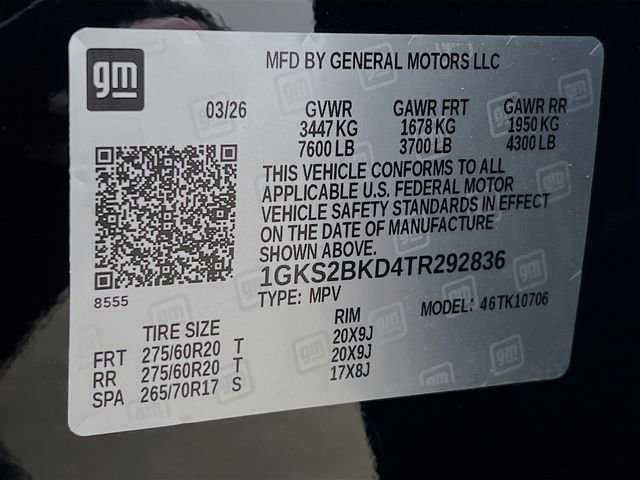 gm
MFD BY GENERAL MOTORS LLC
03/26 GVWR GAWR FRT GAWR RR
3447 KG 1678 KG 1950 KG
7600 LB 3700 LB 4300 LB
THIS VEHICLE CONFORMS TO ALL
APPLICABLE U.S. FEDERAL MOTOR
VEHICLE SAFETY STANDARDS IN EFFECT
ON THE DATE OF MANUFACTURE
SHOWN ABOVE.
1GKS2BKD4TR292836
8555
TYPE: MPV MODEL: 46TK10706
TIRE SIZE RIM
FRT 275/60R20 T 20X9J
RR 275/60R20 T 20X9J
SPA 265/70R17 S 17X8J